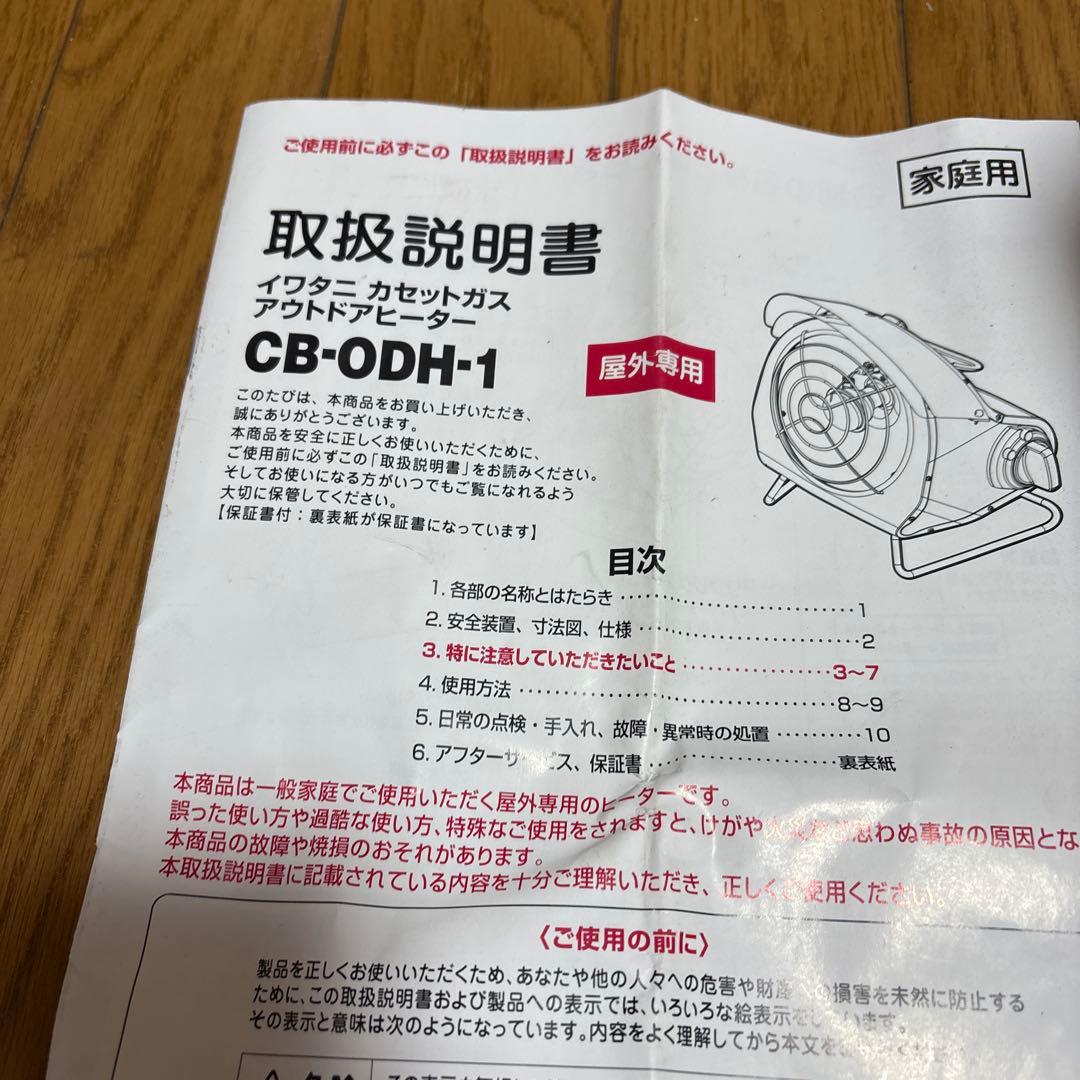 ご使用前に必ずこの「取扱説明書」をお読みください。
家庭用
取扱説明書
イワタニ カセットガス
アウトドアヒーター
CB-ODH-1
屋外専用
このたびは、本商品をお買い上げいただき、
誠にありがとうございます。
本商品を安全に正しくお使いいただくために、
ご使用前に必ずこの「取扱説明書」をお読みください。
そしてお使いになる方がいつでもご覧になれるよう
大切に保管してください。
【保証書付：裏表紙が保証書になっています】
目次
1. 各部の名称とはたらき ・・・・・・・・・・・・・・・・・・・・・・・・・・ 1
2. 安全装置、寸法図、仕様 ・・・・・・・・・・・・・・・・・・・・・・・・ 2
3. 特に注意していただきたいこと ・・・・・・・・・・・・・・・・ 3〜7
4. 使用方法 ・・・・・・・・・・・・・・・・・・・・・・・・・・・・・・・・・・ 8〜9
5. 日常の点検・手入れ、故障・異常時の処置 ・・・・・・・・・・ 10
6. アフターサービス、保証書 ・・・・・・・・・・・・・・・・・・・・ 裏表紙
本商品は一般家庭でご使用いただく屋外専用のヒーターです。
誤った使い方や過酷な使い方、特殊なご使用をされますと、けがや火災など思わぬ事故の原因とな
本商品の故障や焼損のおそれがあります。
本取扱説明書に記載されている内容を十分ご理解いただき、正しくご使用ください。
〈ご使用の前に〉
製品を正しくお使いいただくため、あなたや他の人々への危害や財産への損害を未然に防止する
ために、この取扱説明書および製品への表示では、いろいろな絵表示をしています。
その表示と意味は次のようになっています。内容をよく理解してから本文を